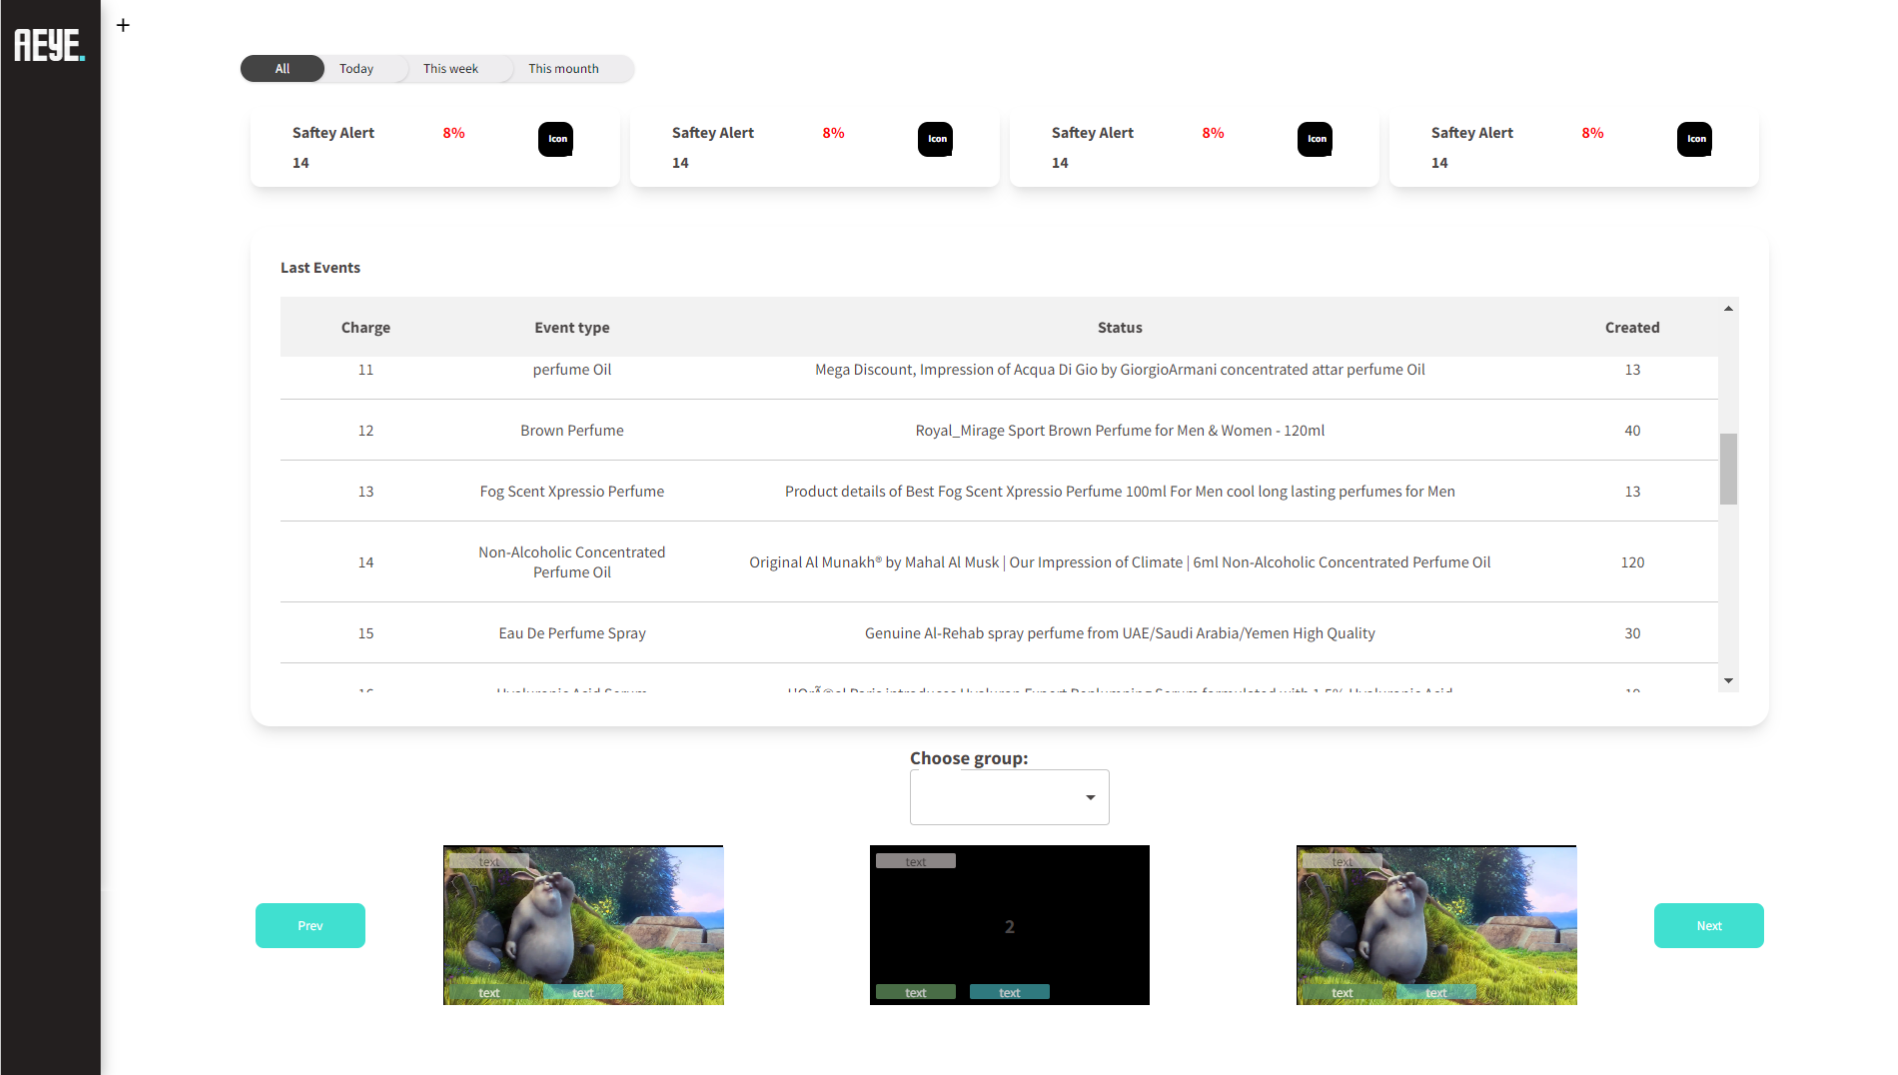 AEYE.
+
All Today This week This mounth
Saftey Alert 8% Icon
14
Saftey Alert 8% Icon
14
Saftey Alert 8% Icon
14
Saftey Alert 8% Icon
14
Last Events
Charge Event type Status Created
11 perfume Oil Mega Discount, Impression of Acqua Di Gio by GiorgioArmani concentrated attar perfume Oil 13
12 Brown Perfume Royal_Mirage Sport Brown Perfume for Men & Women - 120ml 40
13 Fog Scent Xpressio Perfume Product details of Best Fog Scent Xpressio Perfume 100ml For Men cool long lasting perfumes for Men 13
14 Non-Alcoholic Concentrated
Perfume Oil Original Al Munakh® by Mahal Al Musk | Our Impression of Climate | 6ml Non-Alcoholic Concentrated Perfume Oil 120
15 Eau De Perfume Spray Genuine Al-Rehab spray perfume from UAE/Saudi Arabia/Yemen High Quality 30
16 Hyaluronic Acid Serum
Choose group:
text
text text
text
2
text text
text
text text
Prev
Next